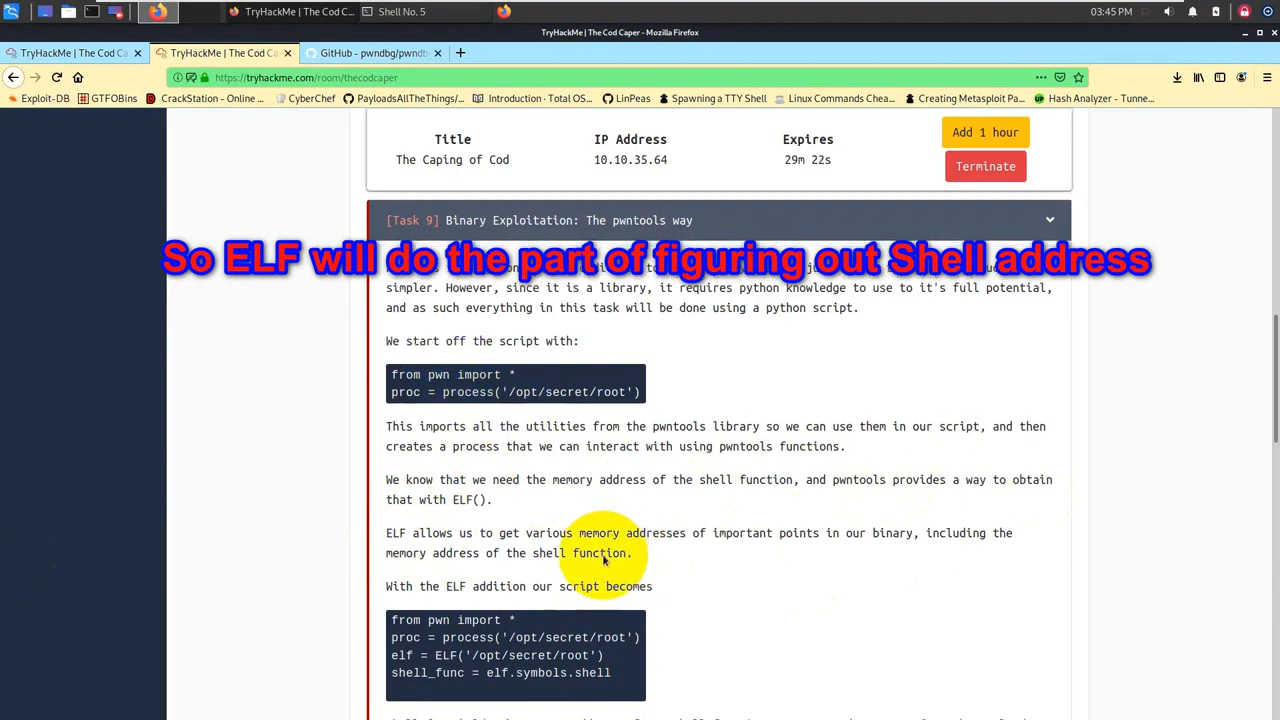 TryHackMe | The Cod C...
Shell No. 5
03:45 PM
TryHackMe | The Cod Caper - Mozilla Firefox
TryHackMe | The Cod Ca
TryHackMe | The Cod Ca
GitHub - pwndbg/pwndb
https://tryhackme.com/room/thecodcaper
Exploit-DB
GTFOBins
CrackStation - Online ...
CyberChef
PayloadsAllTheThings/...
Introduction · Total OS...
LinPeas
Spawning a TTY Shell
Linux Commands Chea...
Creating Metasploit Pa...
Hash Analyzer - Tunne...
Title IP Address Expires
Add 1 hour
The Caping of Cod 10.10.35.64 29m 22s
Terminate
[Task 9] Binary Exploitation: The pwntools way
So ELF will do the part of figuring out Shell address
simpler. However, since it is a library, it requires python knowledge to use to it's full potential,
and as such everything in this task will be done using a python script.
We start off the script with:
from pwn import *
proc = process('/opt/secret/root')
This imports all the utilities from the pwntools library so we can use them in our script, and then
creates a process that we can interact with using pwntools functions.
We know that we need the memory address of the shell function, and pwntools provides a way to obtain
that with ELF().
ELF allows us to get various memory addresses of important points in our binary, including the
memory address of the shell function.
With the ELF addition our script becomes
from pwn import *
proc = process('/opt/secret/root')
elf = ELF('/opt/secret/root')
shell_func = elf.symbols.shell